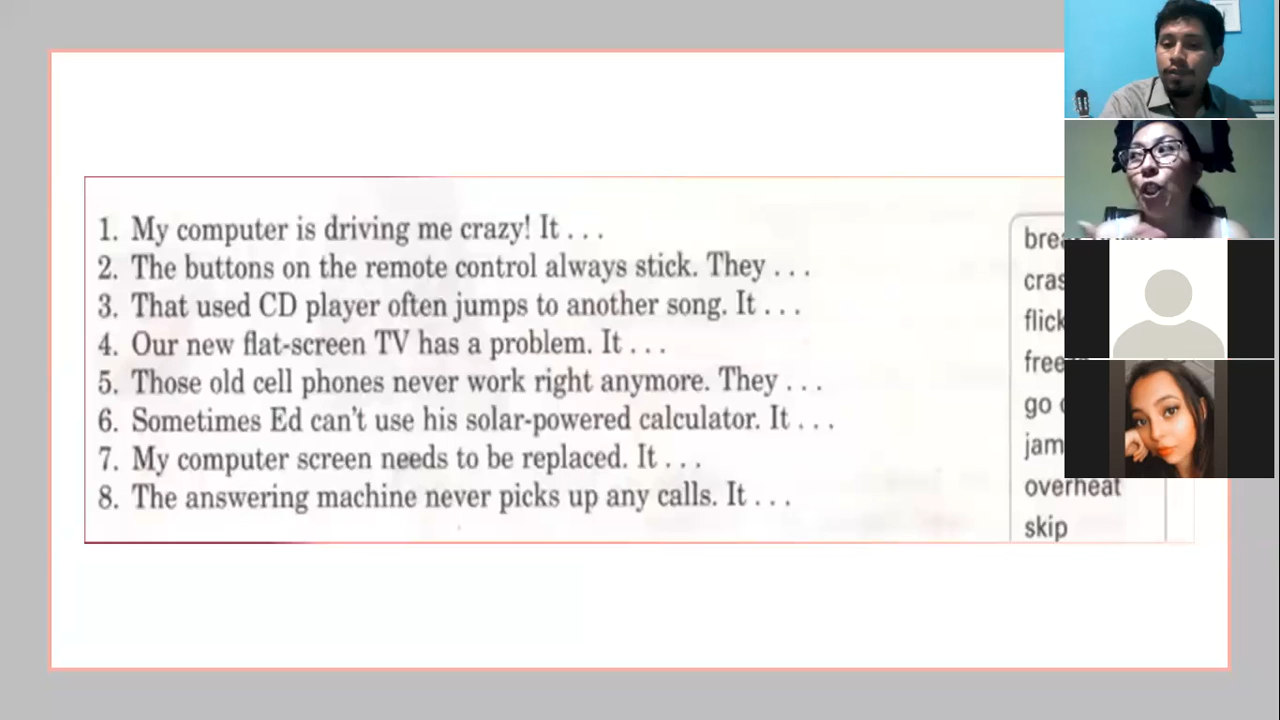 1. My computer is driving me crazy! It . . .
2. The buttons on the remote control always stick. They . . .
3. That used CD player often jumps to another song. It . . .
4. Our new flat-screen TV has a problem. It . . .
5. Those old cell phones never work right anymore. They . . .
6. Sometimes Ed can't use his solar-powered calculator. It . . .
7. My computer screen needs to be replaced. It . . .
8. The answering machine never picks up any calls. It . . .
go
jam
overheat
skip